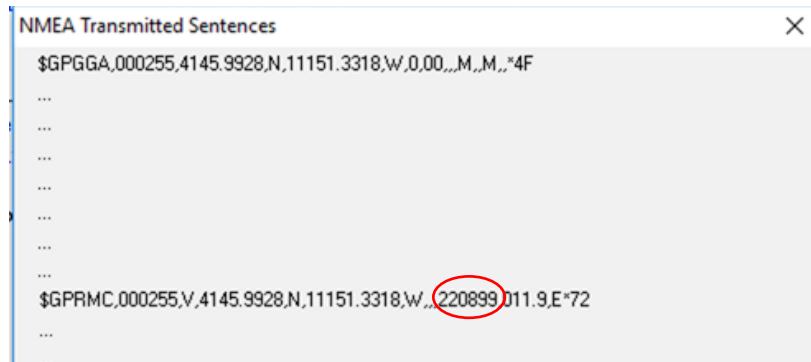 NMEA Transmitted Sentences
$GPGGA,000255,4145.9928,N,11151.3318,W,0,00,,,M,,M,,*4F
...
...
...
...
...
...
...
$GPRMC,000255,V,4145.9928,N,11151.3318,W,,,220899,011.9,E*72
...